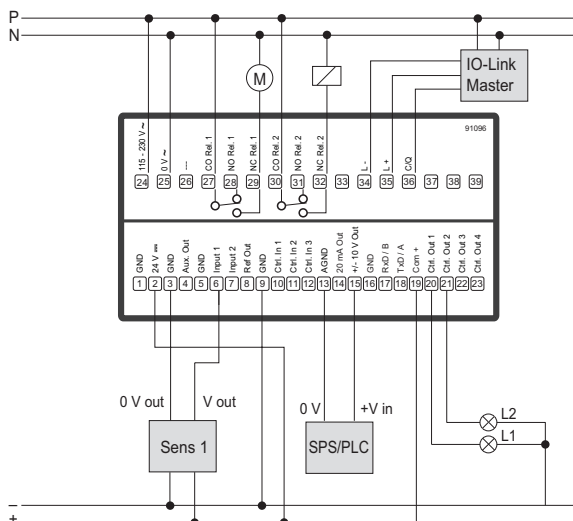 P
N
M
IO-Link
Master
91096
115 - 230 V ~
0 V ~
---
CO Rel. 1
NO Rel. 1
NC Rel. 1
CO Rel. 2
NO Rel. 2
NC Rel. 2
L -
L +
C/Q
24 25 26 27 28 29 30 31 32 33 34 35 36 37 38 39
GND
24 V
GND
Aux. Out
GND
Input 1
Input 2
Ref Out
GND
Ctrl. In 1
Ctrl. In 2
Ctrl. In 3
AGND
20 mA Out
+/- 10 V Out
GND
RxD / B
TxD / A
Com +
Ctrl. Out 1
Ctrl. Out 2
Ctrl. Out 3
Ctrl. Out 4
1 2 3 4 5 6 7 8 9 10 11 12 13 14 15 16 17 18 19 20 21 22 23
0 V out V out 0 V +V in
L2
L1
Sens 1 SPS/PLC
–
+